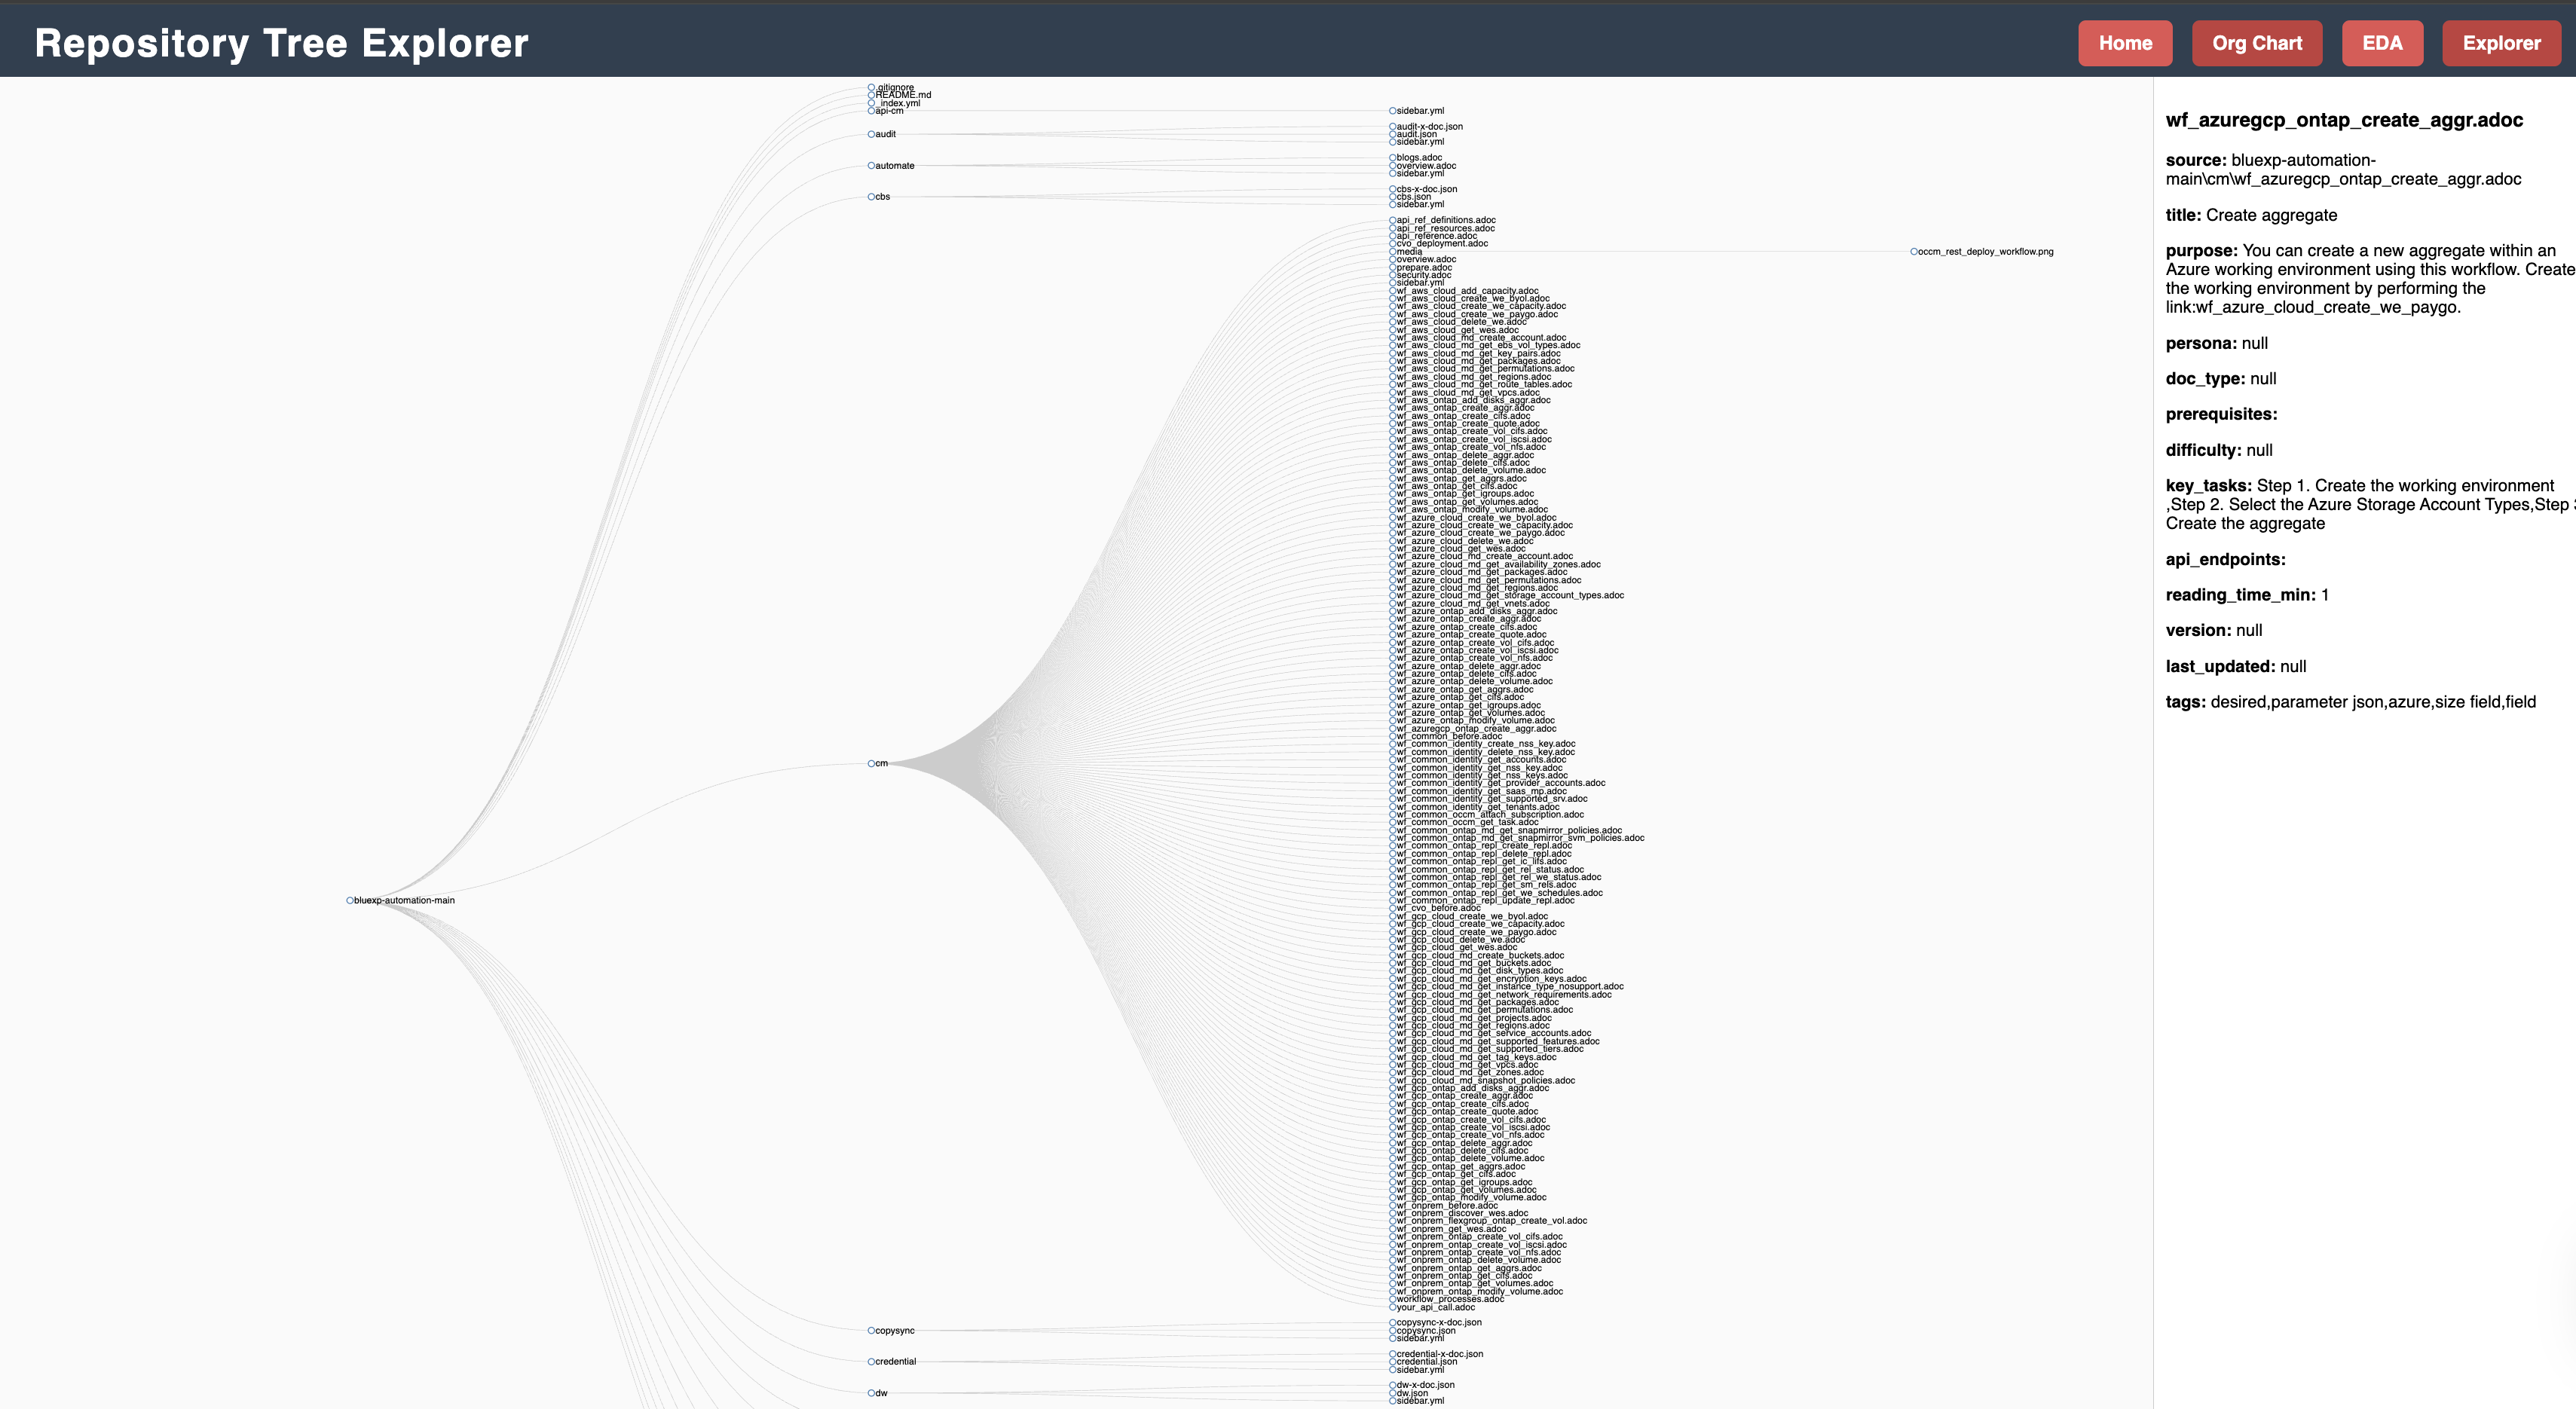 Repository Tree Explorer
Home
Org Chart
EDA
Explorer
.gitignore
README.md
_index.yml
api-cm
sidebar.yml
audit
audit-x-doc.json
audit.json
sidebar.yml
automate
blogs.adoc
overview.adoc
sidebar.yml
cbs
cbs-x-doc.json
cbs.json
sidebar.yml
bluexp-automation-main
cm
api_ref_definitions.adoc
api_ref_resources.adoc
api_reference.adoc
cvo_deployment.adoc
media
occm_rest_deploy_workflow.png
overview.adoc
prepare.adoc
security.adoc
sidebar.yml
wf_aws_cloud_add_capacity.adoc
wf_aws_cloud_create_we_byol.adoc
wf_aws_cloud_create_we_capacity.adoc
wf_aws_cloud_create_we_paygo.adoc
wf_aws_cloud_delete_we.adoc
wf_aws_cloud_get_wes.adoc
wf_aws_cloud_md_create_account.adoc
wf_aws_cloud_md_get_ebs_vol_types.adoc
wf_aws_cloud_md_get_key_pairs.adoc
wf_aws_cloud_md_get_packages.adoc
wf_aws_cloud_md_get_permutations.adoc
wf_aws_cloud_md_get_regions.adoc
wf_aws_cloud_md_get_route_tables.adoc
wf_aws_cloud_md_get_vpcs.adoc
wf_aws_ontap_add_disks_aggr.adoc
wf_aws_ontap_create_aggr.adoc
wf_aws_ontap_create_cifs.adoc
wf_aws_ontap_create_quote.adoc
wf_aws_ontap_create_vol_cifs.adoc
wf_aws_ontap_create_vol_iscsi.adoc
wf_aws_ontap_create_vol_nfs.adoc
wf_aws_ontap_delete_aggr.adoc
wf_aws_ontap_delete_cifs.adoc
wf_aws_ontap_delete_volume.adoc
wf_aws_ontap_get_aggrs.adoc
wf_aws_ontap_get_cifs.adoc
wf_aws_ontap_get_igroups.adoc
wf_aws_ontap_get_volumes.adoc
wf_aws_ontap_modify_volume.adoc
wf_azure_cloud_create_we_byol.adoc
wf_azure_cloud_create_we_capacity.adoc
wf_azure_cloud_create_we_paygo.adoc
wf_azure_cloud_delete_we.adoc
wf_azure_cloud_get_wes.adoc
wf_azure_cloud_md_create_account.adoc
wf_azure_cloud_md_get_availability_zones.adoc
wf_azure_cloud_md_get_packages.adoc
wf_azure_cloud_md_get_permutations.adoc
wf_azure_cloud_md_get_regions.adoc
wf_azure_cloud_md_get_storage_account_types.adoc
wf_azure_cloud_md_get_vnets.adoc
wf_azure_ontap_add_disks_aggr.adoc
wf_azure_ontap_create_aggr.adoc
wf_azure_ontap_create_cifs.adoc
wf_azure_ontap_create_quote.adoc
wf_azure_ontap_create_vol_cifs.adoc
wf_azure_ontap_create_vol_iscsi.adoc
wf_azure_ontap_create_vol_nfs.adoc
wf_azure_ontap_delete_aggr.adoc
wf_azure_ontap_delete_cifs.adoc
wf_azure_ontap_delete_volume.adoc
wf_azure_ontap_get_aggrs.adoc
wf_azure_ontap_get_cifs.adoc
wf_azure_ontap_get_igroups.adoc
wf_azure_ontap_get_volumes.adoc
wf_azure_ontap_modify_volume.adoc
wf_azuregcp_ontap_create_aggr.adoc
wf_common_before.adoc
wf_common_identity_create_nss_key.adoc
wf_common_identity_delete_nss_key.adoc
wf_common_identity_get_accounts.adoc
wf_common_identity_get_nss_key.adoc
wf_common_identity_get_nss_keys.adoc
wf_common_identity_get_provider_accounts.adoc
wf_common_identity_get_saas_mp.adoc
wf_common_identity_get_supported_srv.adoc
wf_common_identity_get_tenants.adoc
wf_common_occm_attach_subscription.adoc
wf_common_occm_get_task.adoc
wf_common_ontap_md_get_snapmirror_policies.adoc
wf_common_ontap_md_get_snapmirror_svm_policies.adoc
wf_common_ontap_repl_create_repl.adoc
wf_common_ontap_repl_delete_repl.adoc
wf_common_ontap_repl_get_ic_lifs.adoc
wf_common_ontap_repl_get_rel_status.adoc
wf_common_ontap_repl_get_rel_we_status.adoc
wf_common_ontap_repl_get_sm_rels.adoc
wf_common_ontap_repl_get_we_schedules.adoc
wf_common_ontap_repl_update_repl.adoc
wf_cvo_before.adoc
wf_gcp_cloud_create_we_byol.adoc
wf_gcp_cloud_create_we_capacity.adoc
wf_gcp_cloud_create_we_paygo.adoc
wf_gcp_cloud_delete_we.adoc
wf_gcp_cloud_get_wes.adoc
wf_gcp_cloud_md_create_buckets.adoc
wf_gcp_cloud_md_get_buckets.adoc
wf_gcp_cloud_md_get_disk_types.adoc
wf_gcp_cloud_md_get_encryption_keys.adoc
wf_gcp_cloud_md_get_instance_type_nosupport.adoc
wf_gcp_cloud_md_get_network_requirements.adoc
wf_gcp_cloud_md_get_packages.adoc
wf_gcp_cloud_md_get_permutations.adoc
wf_gcp_cloud_md_get_projects.adoc
wf_gcp_cloud_md_get_regions.adoc
wf_gcp_cloud_md_get_service_accounts.adoc
wf_gcp_cloud_md_get_supported_features.adoc
wf_gcp_cloud_md_get_supported_tiers.adoc
wf_gcp_cloud_md_get_tag_keys.adoc
wf_gcp_cloud_md_get_vpcs.adoc
wf_gcp_cloud_md_get_zones.adoc
wf_gcp_cloud_md_snapshot_policies.adoc
wf_gcp_ontap_add_disks_aggr.adoc
wf_gcp_ontap_create_aggr.adoc
wf_gcp_ontap_create_cifs.adoc
wf_gcp_ontap_create_quote.adoc
wf_gcp_ontap_create_vol_cifs.adoc
wf_gcp_ontap_create_vol_iscsi.adoc
wf_gcp_ontap_create_vol_nfs.adoc
wf_gcp_ontap_delete_aggr.adoc
wf_gcp_ontap_delete_cifs.adoc
wf_gcp_ontap_delete_volume.adoc
wf_gcp_ontap_get_aggrs.adoc
wf_gcp_ontap_get_cifs.adoc
wf_gcp_ontap_get_igroups.adoc
wf_gcp_ontap_get_volumes.adoc
wf_gcp_ontap_modify_volume.adoc
wf_onprem_before.adoc
wf_onprem_discover_wes.adoc
wf_onprem_flexgroup_ontap_create_vol.adoc
wf_onprem_get_wes.adoc
wf_onprem_ontap_create_vol_cifs.adoc
wf_onprem_ontap_create_vol_iscsi.adoc
wf_onprem_ontap_create_vol_nfs.adoc
wf_onprem_ontap_delete_volume.adoc
wf_onprem_ontap_get_aggrs.adoc
wf_onprem_ontap_get_cifs.adoc
wf_onprem_ontap_get_volumes.adoc
wf_onprem_ontap_modify_volume.adoc
workflow_processes.adoc
your_api_call.adoc
copysync
copysync-x-doc.json
copysync.json
sidebar.yml
credential
credential-x-doc.json
credential.json
sidebar.yml
dw
dw-x-doc.json
dw.json
sidebar.yml
wf_azuregcp_ontap_create_aggr.adoc
source: bluexp-automation-
main\cm\wf_azuregcp_ontap_create_aggr.adoc
title: Create aggregate
purpose: You can create a new aggregate within an
Azure working environment using this workflow. Create
the working environment by performing the
link:wf_azure_cloud_create_we_paygo.
persona: null
doc_type: null
prerequisites:
difficulty: null
key_tasks: Step 1. Create the working environment
,Step 2. Select the Azure Storage Account Types,Step
Create the aggregate
api_endpoints:
reading_time_min: 1
version: null
last_updated: null
tags: desired,parameter json,azure,size field,field